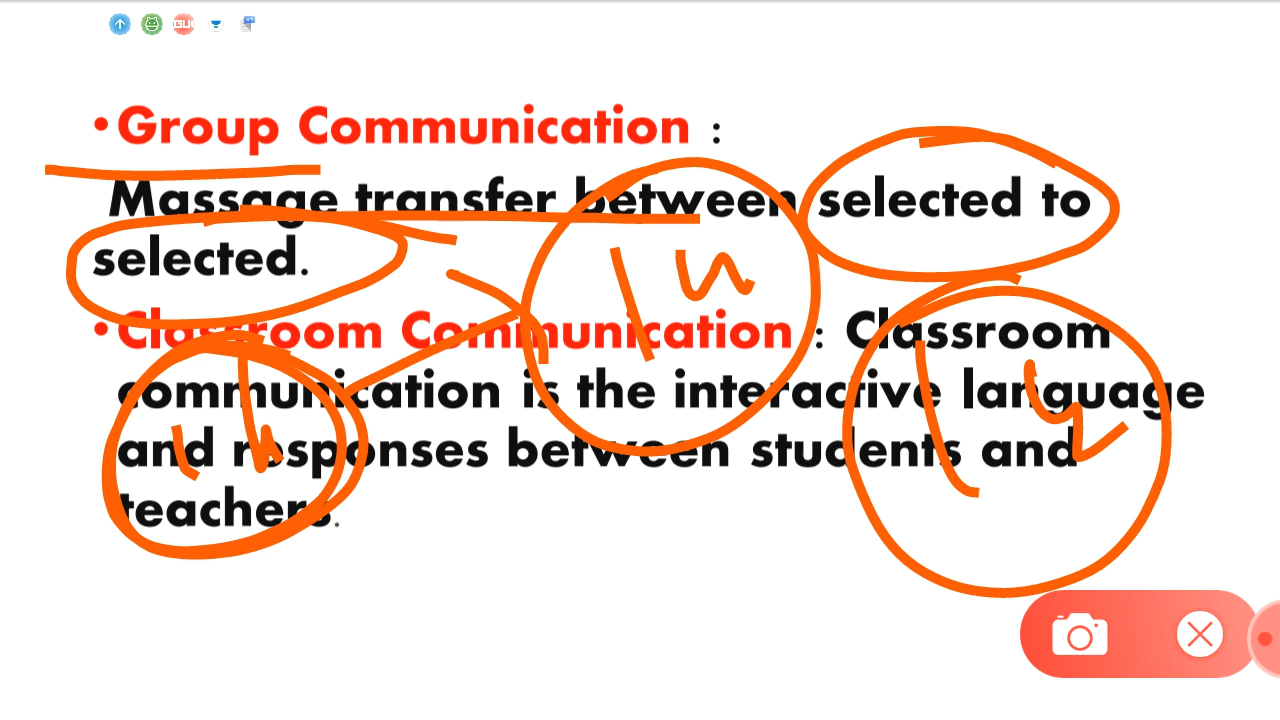 •Group Communication :
Massage transfer between selected to
selected.
•Classroom Communication : Classroom
communication is the interactive language
and responses between students and
teachers.